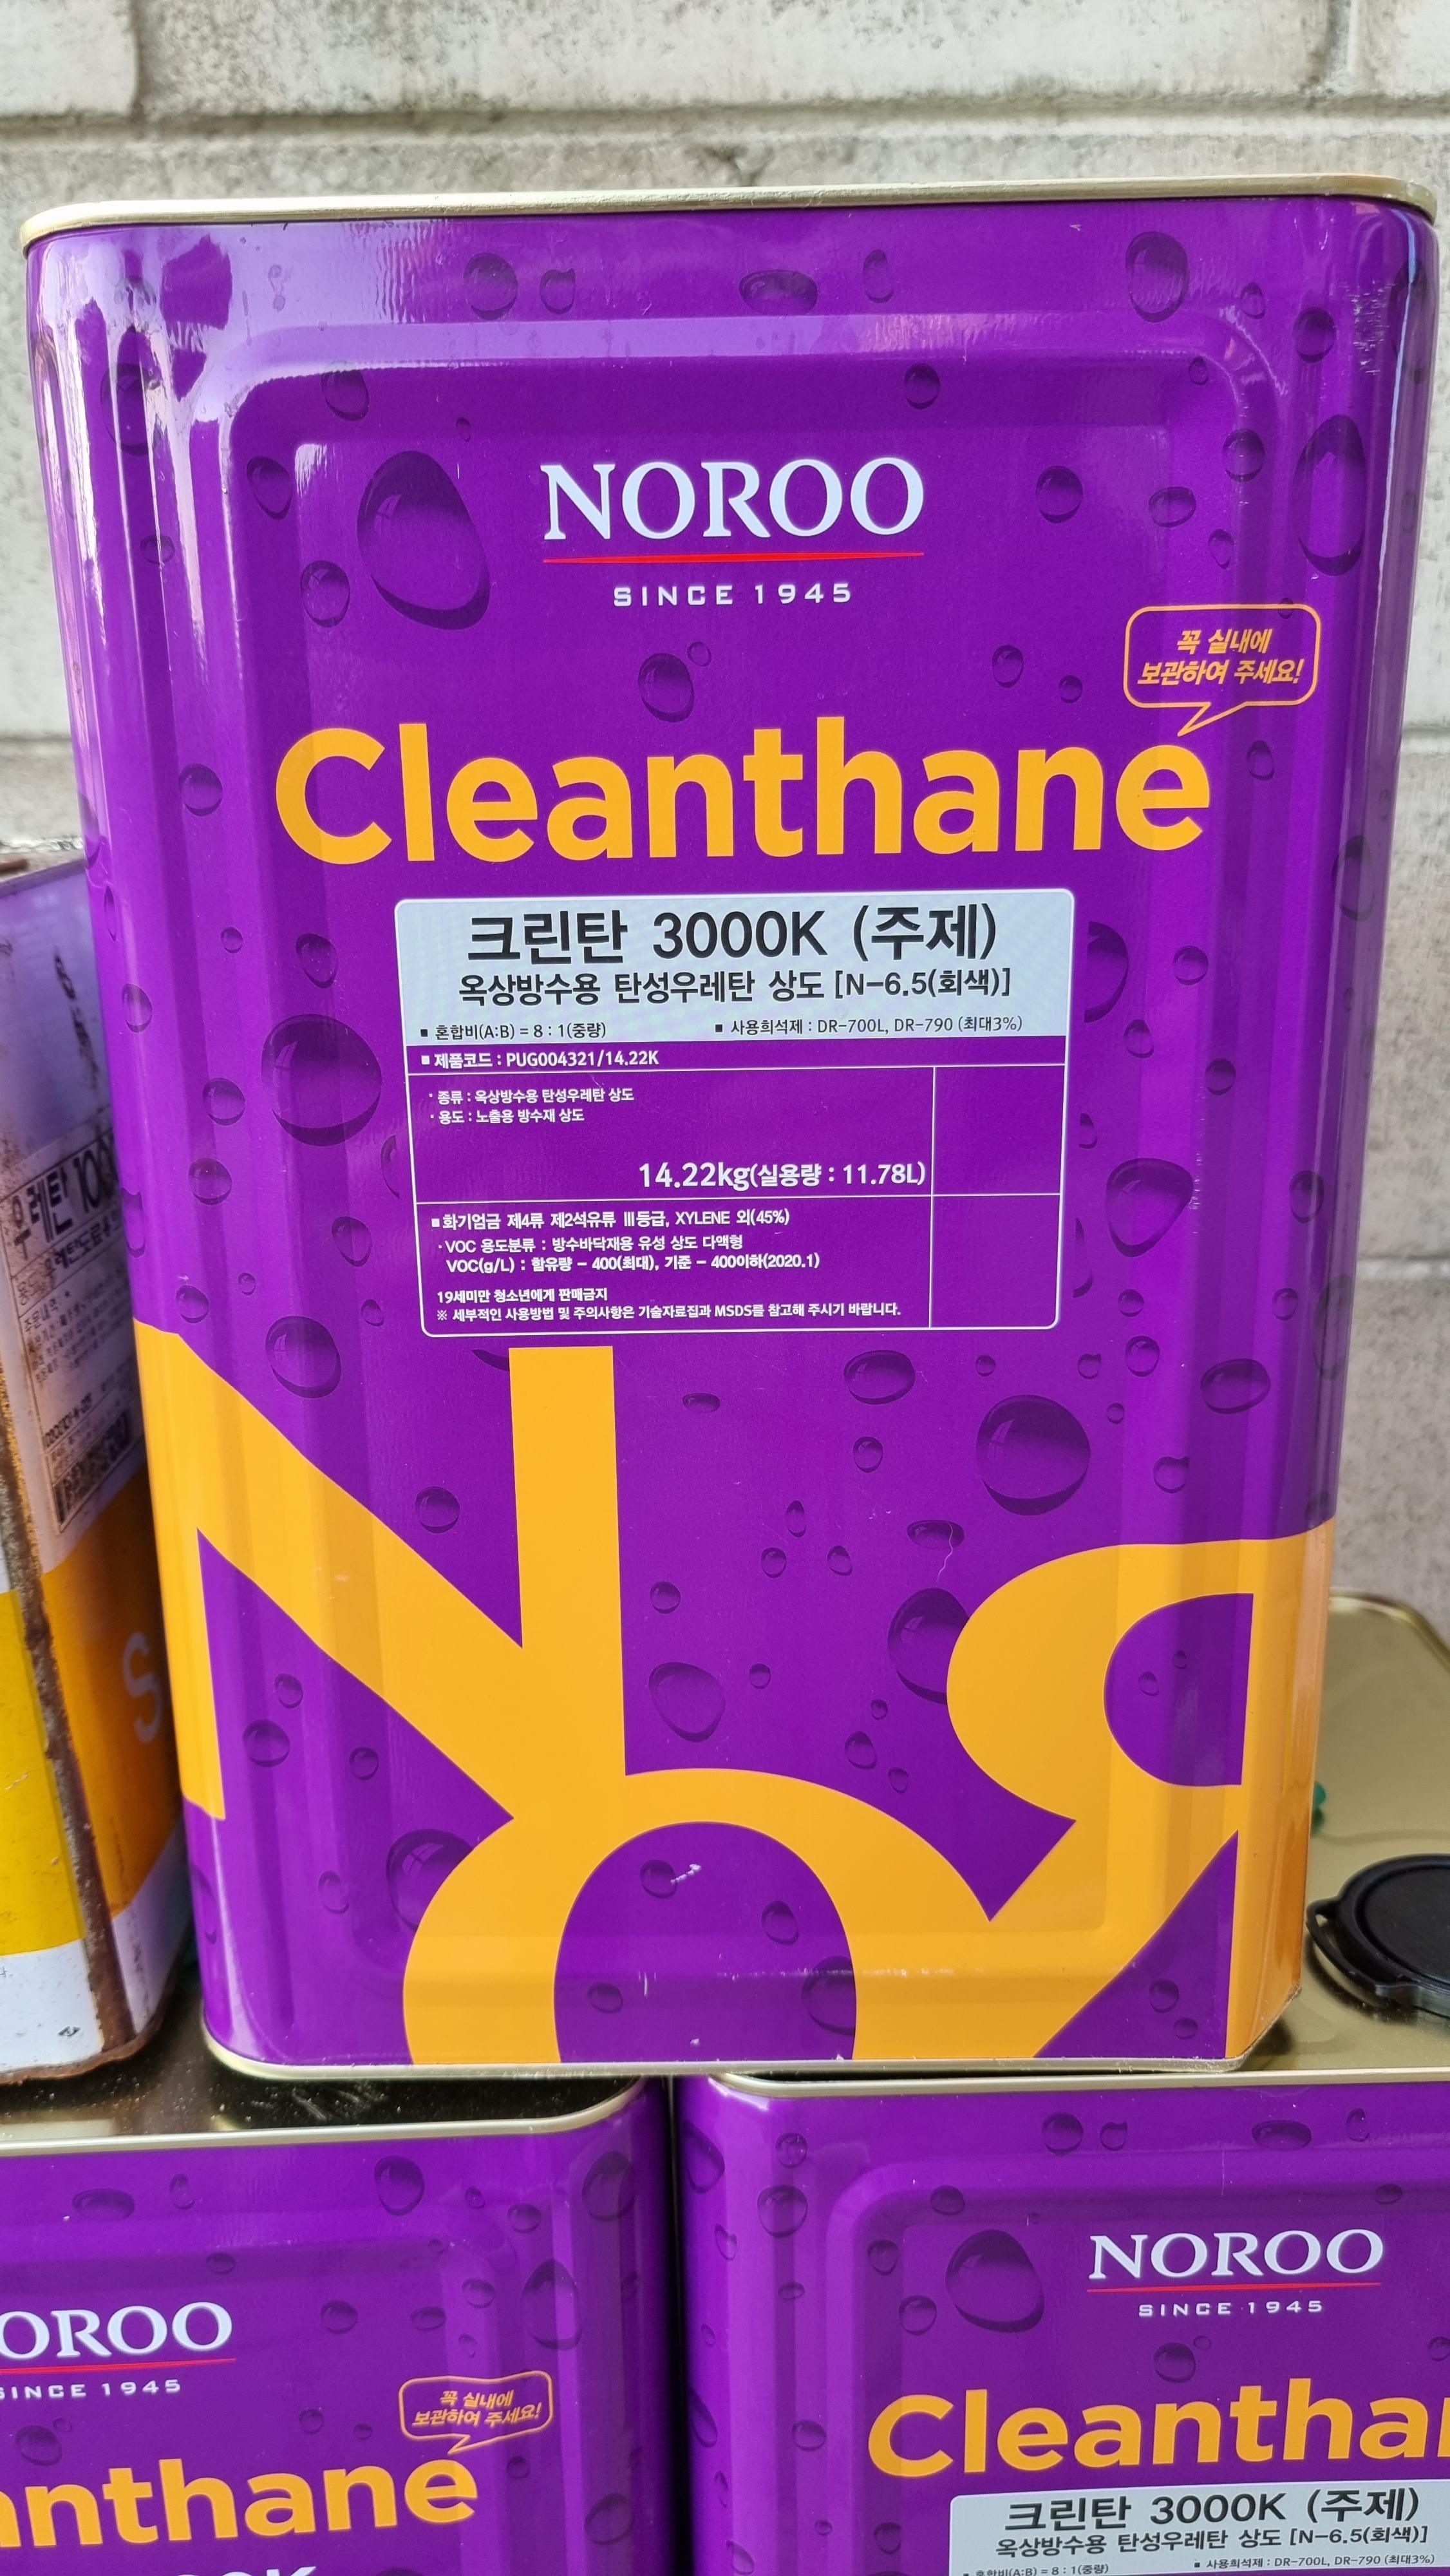 NOROO
SINCE 1945
꼭 실내에
보관하여 주세요!
Cleanthane
크린탄 3000K (주제)
옥상방수용 탄성우레탄 상도 [N-6.5(회색)]
■ 혼합비(A:B) = 8 : 1(중량) ■ 사용희석제 : DR-700L, DR-790 (최대3%)
■ 제품코드 : PUG004321/14.22K
· 종류 : 옥상방수용 탄성우레탄 상도
· 용도 : 노출용 방수재 상도
14.22kg(실용량 : 11.78L)
■ 화기엄금 제4류 제2석유류 Ⅲ등급, XYLENE 외(45%)
· VOC 용도분류 : 방수바닥재용 유성 상도 다액형
VOC(g/L) : 함유량 - 400(최대), 기준 - 400이하(2020.1)
19세미만 청소년에게 판매금지
※ 세부적인 사용방법 및 주의사항은 기술자료집과 MSDS를 참고해 주시기 바랍니다.
OROO
SINCE 1945
꼭 실내에
보관하여 주세요!
anthane
NOROO
SINCE 1945
Cleanthan
크린탄 3000K (주제)
옥상방수용 탄성우레탄 상도 [N-6.5(회색)]
■ 혼합비(A:B) = 8 : 1(중량) ■ 사용희석제 : DR-700L, DR-790 (최대3%)